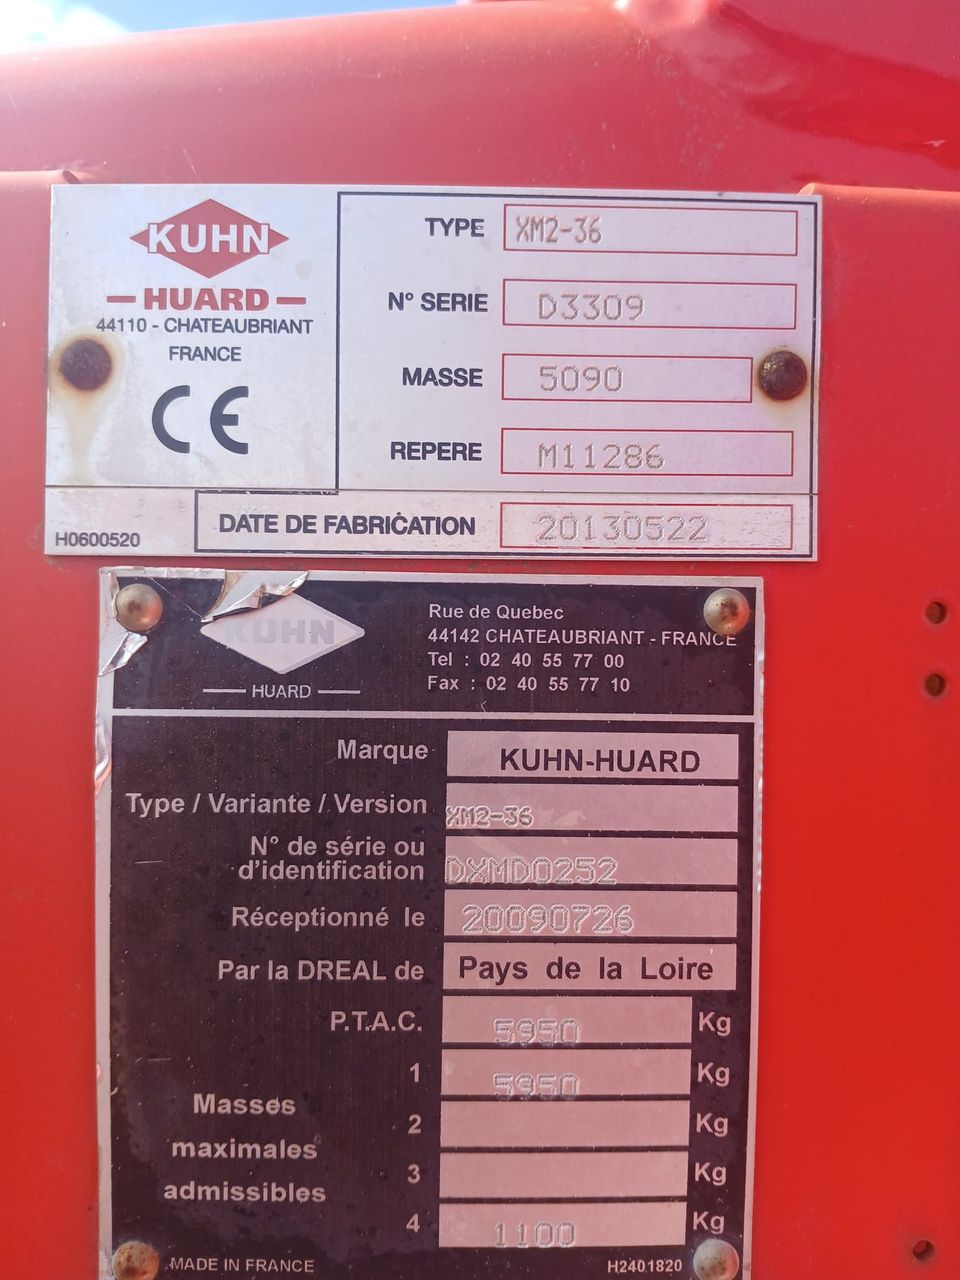 KUHN
HUARD
44110 - CHATEAUBRIANT
FRANCE
CE
TYPE XM2-36
N° SERIE D3309
MASSE 5090
REPERE M11286
H0600520
DATE DE FABRICATION 20130522
KUHN
HUARD
Rue de Quebec
44142 CHATEAUBRIANT - FRANCE
Tel : 02 40 55 77 00
Fax : 02 40 55 77 10
Marque KUHN-HUARD
Type / Variante / Version XM2-36
N° de série ou
d'identification DXMD0252
Réceptionné le 20090726
Par la DREAL de Pays de la Loire
P.T.A.C. 5950 Kg
Masses
maximales
admissibles
1 5950 Kg
2 Kg
3 Kg
4 1100 Kg
MADE IN FRANCE
H2401820